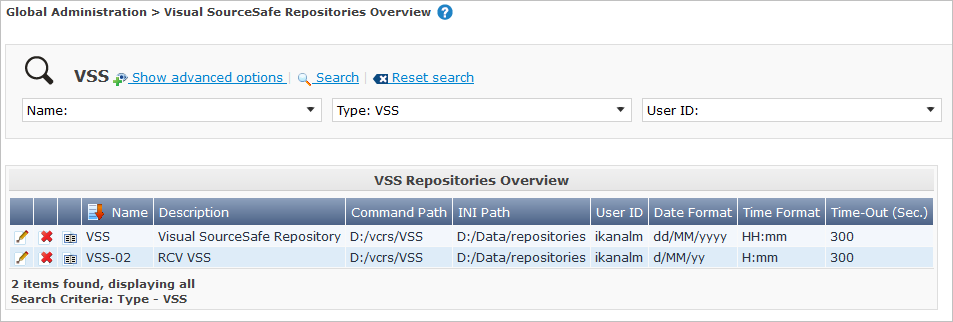 Global Administration > Visual SourceSafe Repositories Overview ?
VSS Show advanced options | Search | Reset search
Name: Type: VSS User ID:
VSS Repositories Overview
Name Description Command Path INI Path User ID Date Format Time Format Time-Out (Sec.)
VSS Visual SourceSafe Repository D:/vcrs/VSS D:/Data/repositories ikanalm dd/MM/yyyy HH:mm 300
VSS-02 RCV VSS D:/vcrs/VSS D:/Data/repositories ikanalm d/MM/yy H:mm 300
2 items found, displaying all
Search Criteria: Type - VSS